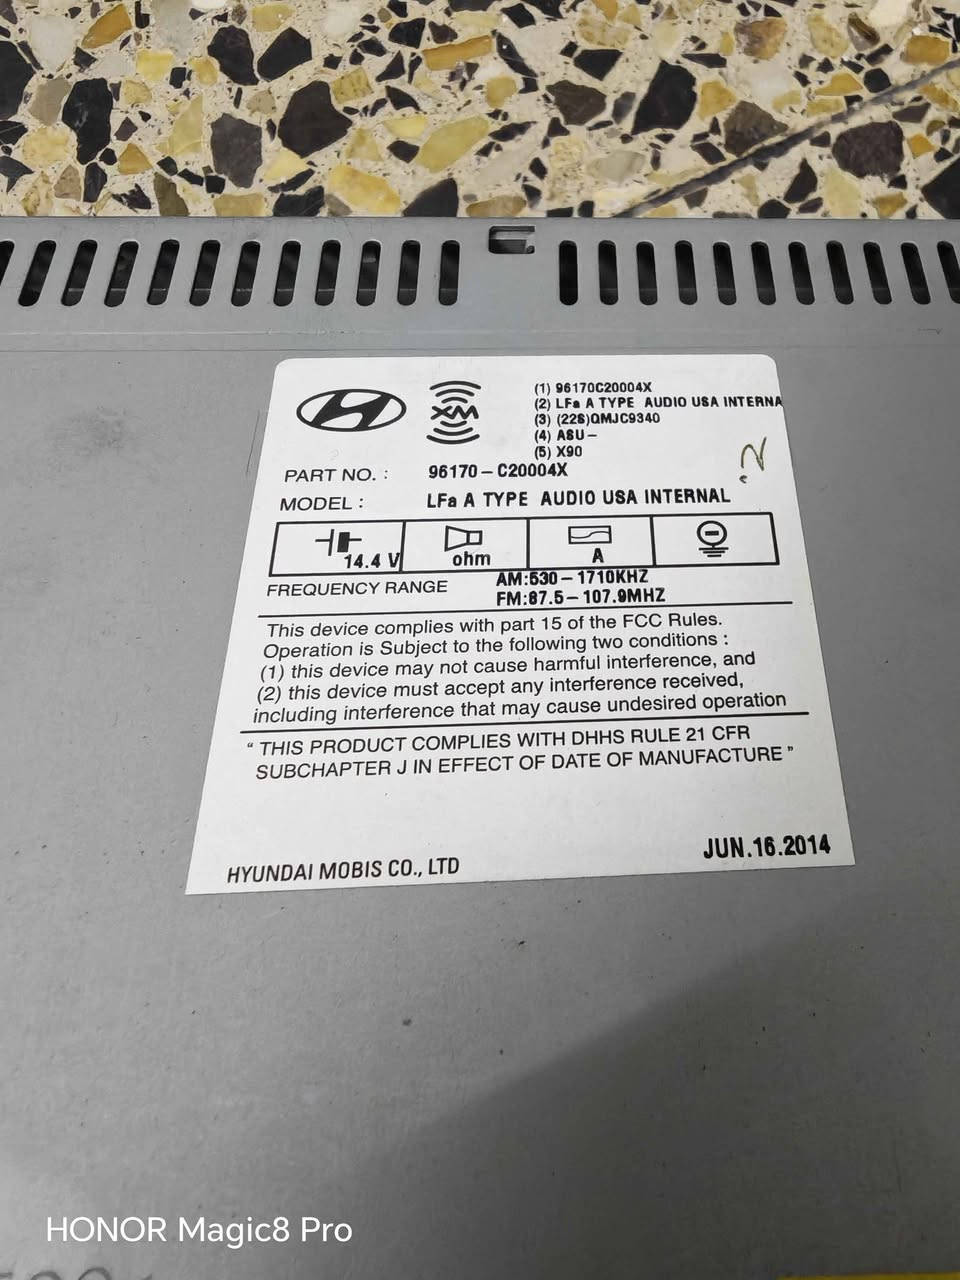 XM
(1) 96170C20004X
(2) LFa A TYPE AUDIO USA INTERNA
(3) (22S)QMJC9340
(4) ASU-
(5) X90
PART NO. : 96170-C20004X
MODEL : LFa A TYPE AUDIO USA INTERNAL
14.4 V ohm A
FREQUENCY RANGE AM:530-1710KHZ
FM:87.5-107.9MHZ
This device complies with part 15 of the FCC Rules.
Operation is Subject to the following two conditions :
(1) this device may not cause harmful interference, and
(2) this device must accept any interference received,
including interference that may cause undesired operation
“ THIS PRODUCT COMPLIES WITH DHHS RULE 21 CFR
SUBCHAPTER J IN EFFECT OF DATE OF MANUFACTURE ”
HYUNDAI MOBIS CO., LTD JUN.16.2014
HONOR Magic8 Pro